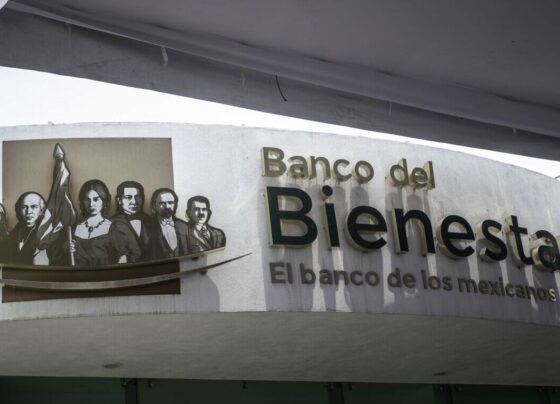 Banco del
Bienesta
El banco de los mexicanos